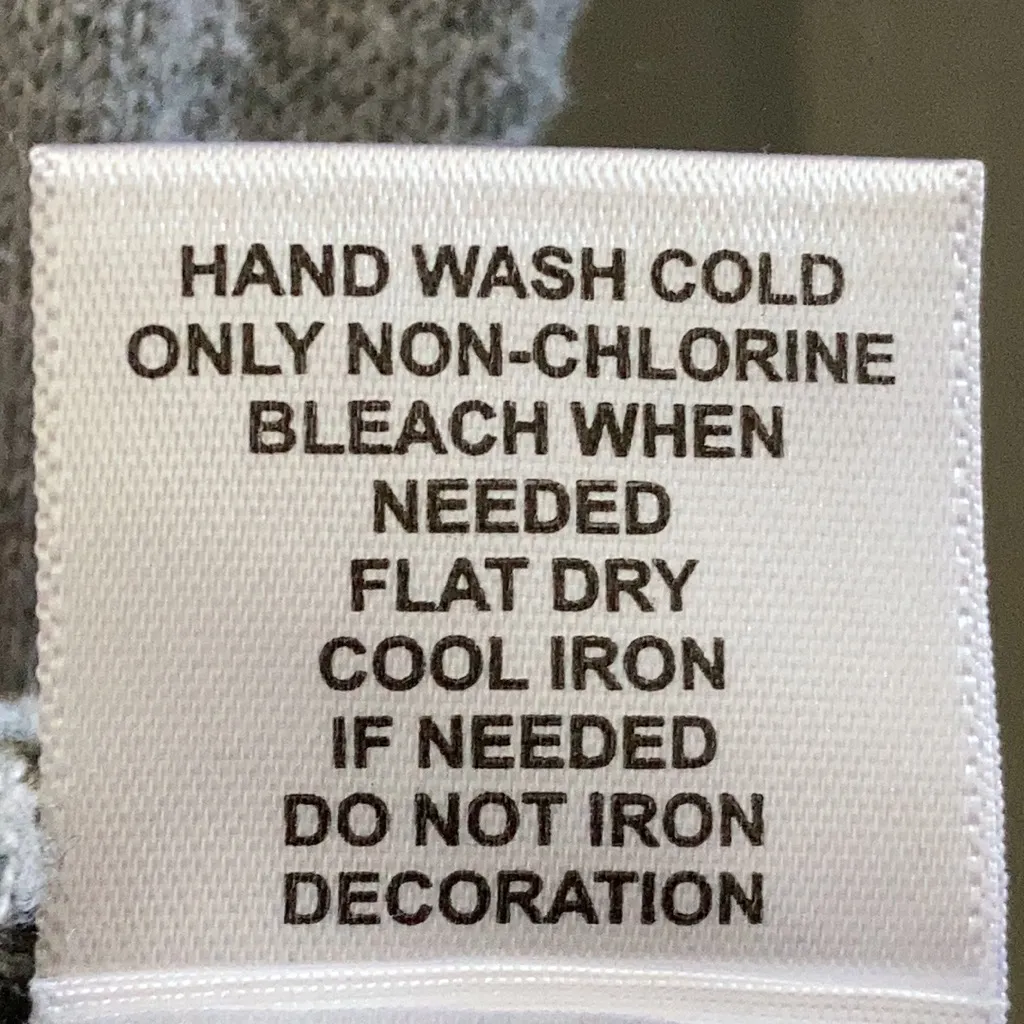 HAND WASH COLD
ONLY NON-CHLORINE
BLEACH WHEN
NEEDED
FLAT DRY
COOL IRON
IF NEEDED
DO NOT IRON
DECORATION